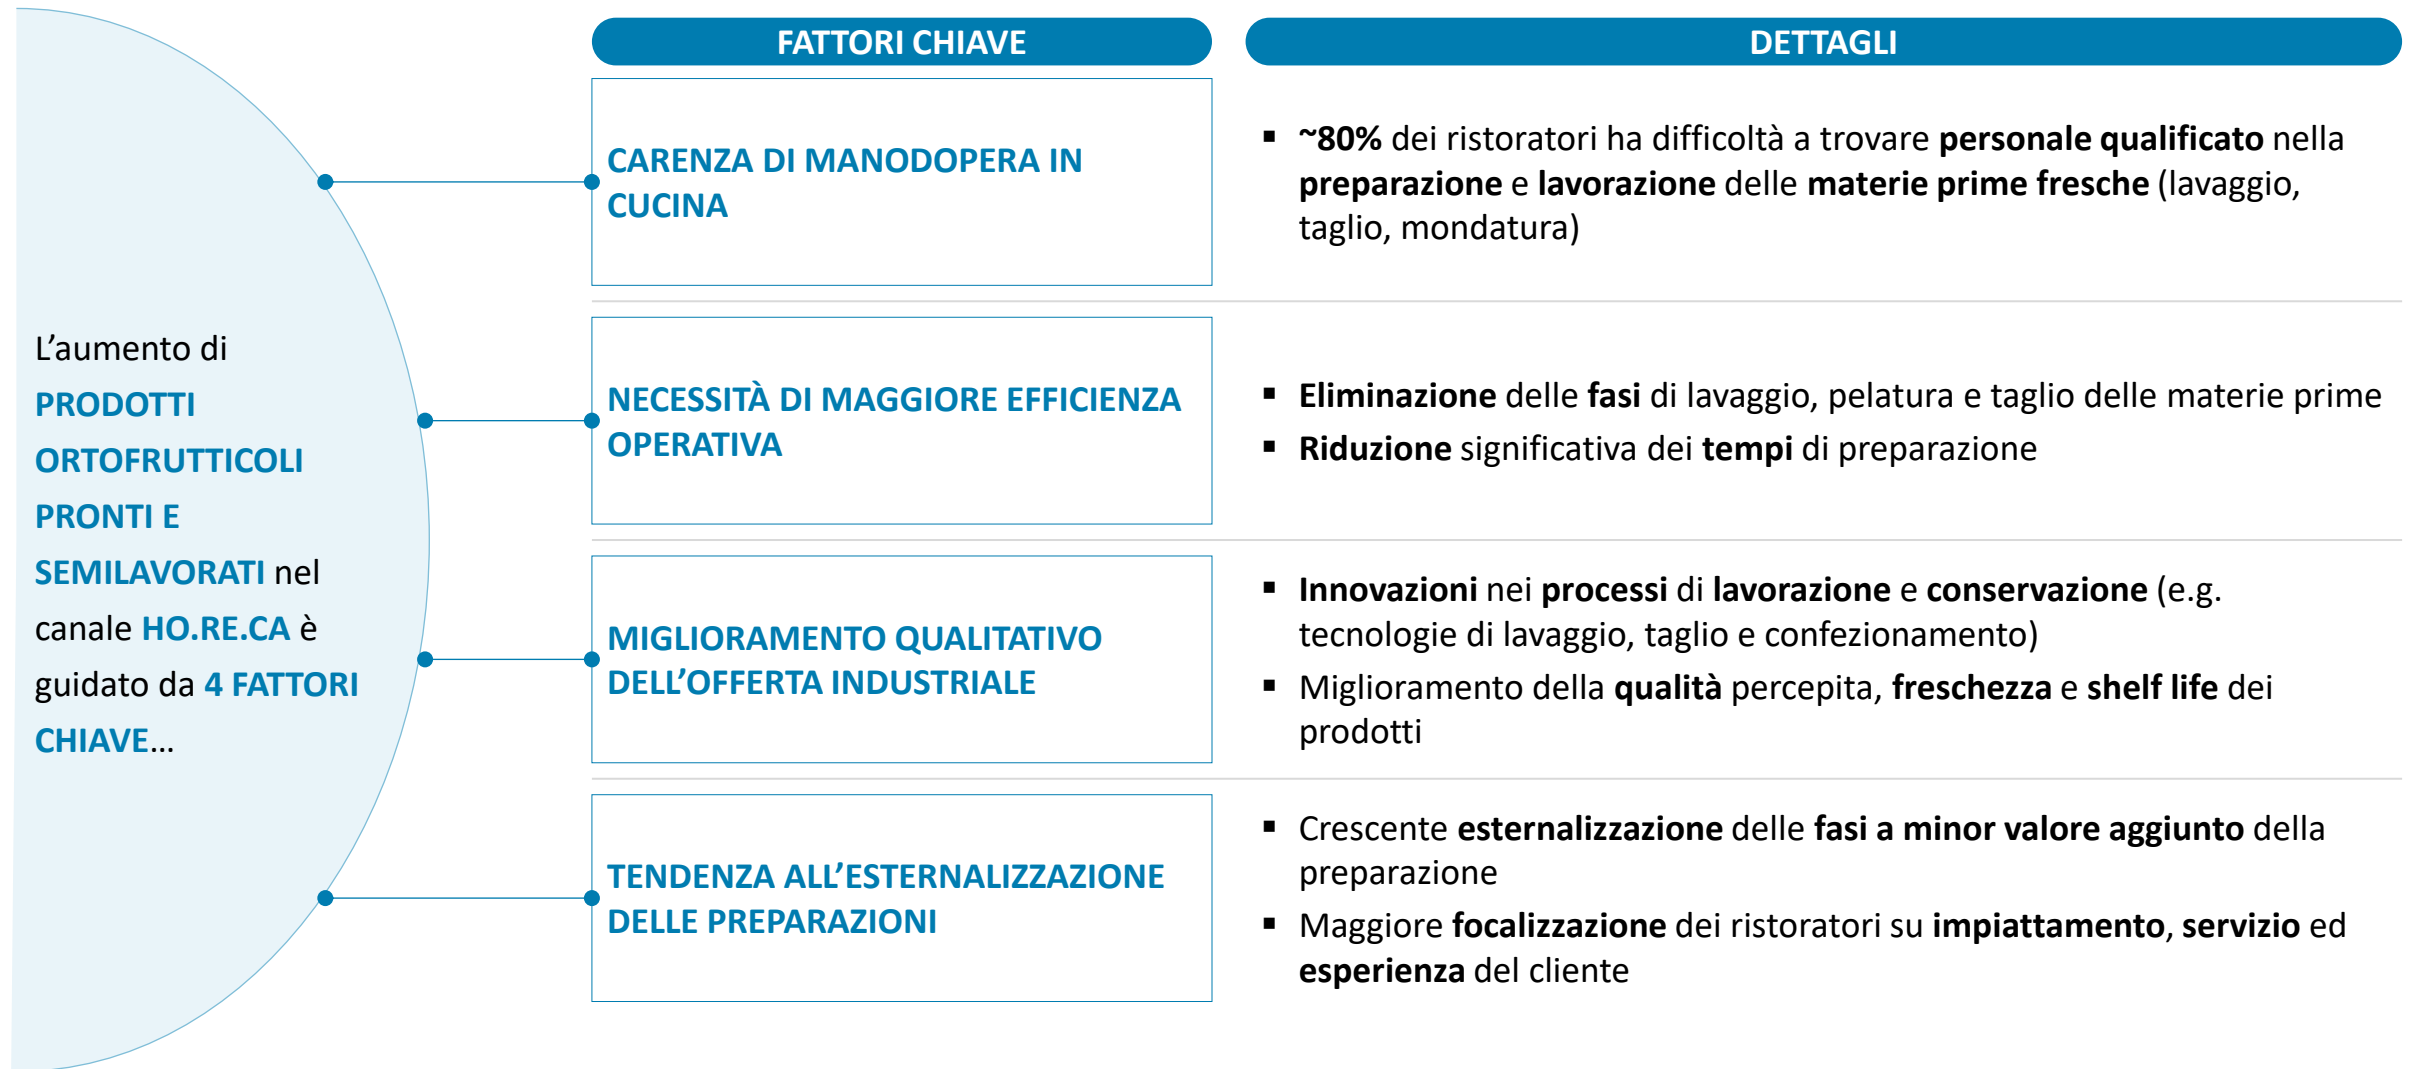 FATTORI CHIAVE
DETTAGLI
L’aumento di
PRODOTTI
ORTOFRUTTICOLI
PRONTI E
SEMILAVORATI nel
canale HO.RE.CA è
guidato da 4 FATTORI
CHIAVE…
CARENZA DI MANODOPERA IN
CUCINA
▪ ~80% dei ristoratori ha difficoltà a trovare personale qualificato nella
preparazione e lavorazione delle materie prime fresche (lavaggio,
taglio, mondatura)
NECESSITÀ DI MAGGIORE EFFICIENZA
OPERATIVA
▪ Eliminazione delle fasi di lavaggio, pelatura e taglio delle materie prime
▪ Riduzione significativa dei tempi di preparazione
MIGLIORAMENTO QUALITATIVO
DELL’OFFERTA INDUSTRIALE
▪ Innovazioni nei processi di lavorazione e conservazione (e.g.
tecnologie di lavaggio, taglio e confezionamento)
▪ Miglioramento della qualità percepita, freschezza e shelf life dei
prodotti
TENDENZA ALL’ESTERNALIZZAZIONE
DELLE PREPARAZIONI
▪ Crescente esternalizzazione delle fasi a minor valore aggiunto della
preparazione
▪ Maggiore focalizzazione dei ristoratori su impiattamento, servizio ed
esperienza del cliente